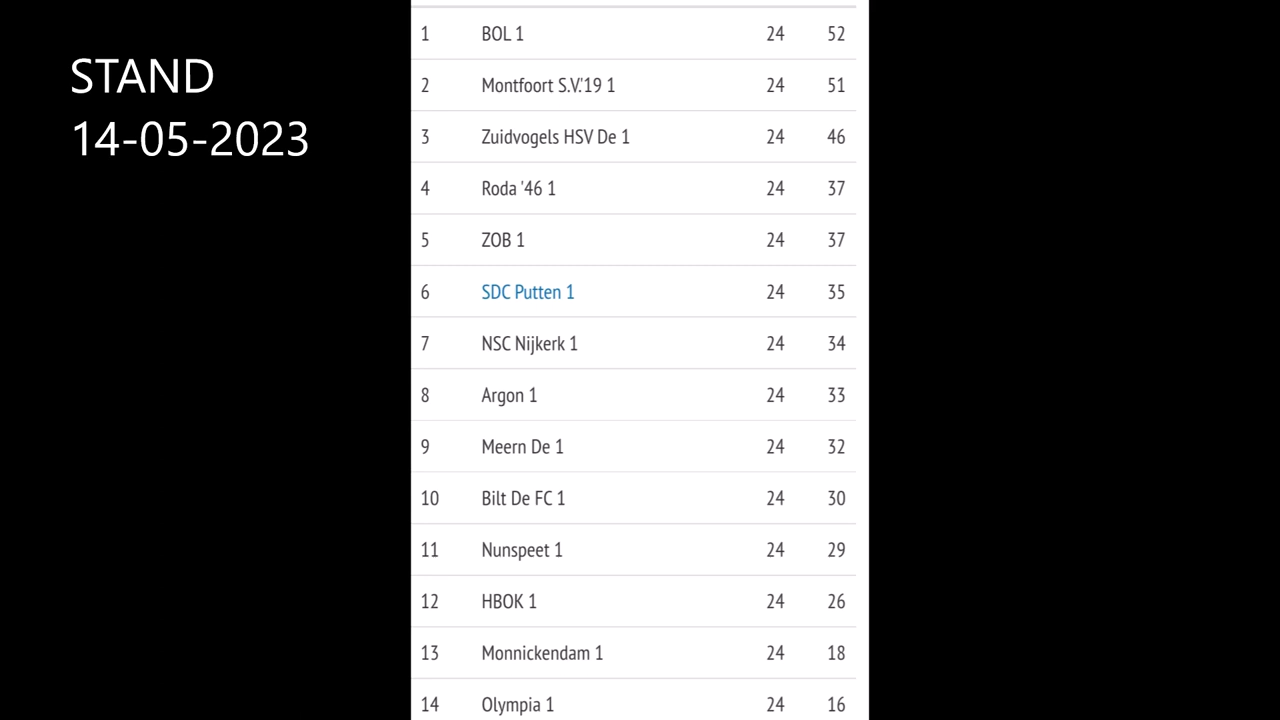 STAND
14-05-2023
1 BOL 1 24 52
2 Montfoort S.V.'19 1 24 51
3 Zuidvogels HSV De 1 24 46
4 Roda '46 1 24 37
5 ZOB 1 24 37
6 SDC Putten 1 24 35
7 NSC Nijkerk 1 24 34
8 Argon 1 24 33
9 Meern De 1 24 32
10 Bilt De FC 1 24 30
11 Nunspeet 1 24 29
12 HBOK 1 24 26
13 Monnickendam 1 24 18
14 Olympia 1 24 16